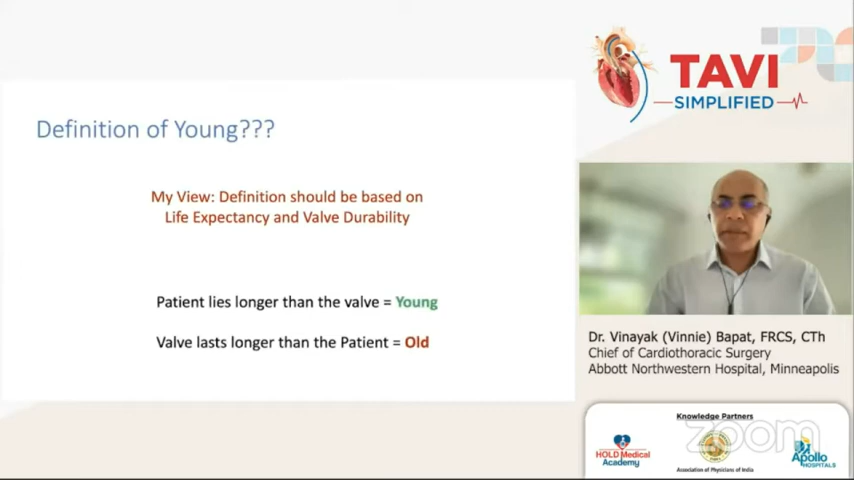 Definition of Young???
My View: Definition should be based on
Life Expectancy and Valve Durability
Patient lies longer than the valve = Young
Valve lasts longer than the Patient = Old
TAVI
SIMPLIFIED
Dr. Vinayak (Vinnie) Bapat, FRCS, CTh
Chief of Cardiothoracic Surgery
Abbott Northwestern Hospital, Minneapolis
Knowledge Partners
zoom
HOLD Medical
Academy
Association of Physicians of India
Apollo
HOSPITALS